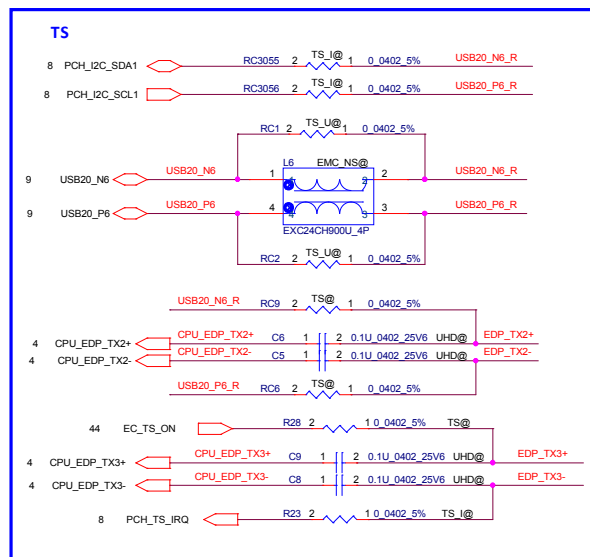 TS
8 PCH_I2C_SDA1 RC3055 2 TS_I@ 1 0_0402_5% USB20_N6_R
8 PCH_I2C_SCL1 RC3056 2 TS_I@ 1 0_0402_5% USB20_P6_R
RC1 2 TS_U@ 1 0_0402_5%
L6 EMC_NS@
9 USB20_N6 USB20_N6 1 2 USB20_N6_R
9 USB20_P6 USB20_P6 4 3 USB20_P6_R
EXC24CH900U_4P
RC2 2 TS_U@ 1 0_0402_5%
USB20_N6_R RC9 2 TS@ 1 0_0402_5%
4 CPU_EDP_TX2+ CPU_EDP_TX2+ C6 1 2 0.1U_0402_25V6 UHD@ EDP_TX2+
4 CPU_EDP_TX2- CPU_EDP_TX2- C5 1 2 0.1U_0402_25V6 UHD@ EDP_TX2-
USB20_P6_R RC6 2 TS@ 1 0_0402_5%
44 EC_TS_ON R28 2 1 0_0402_5% TS@
4 CPU_EDP_TX3+ CPU_EDP_TX3+ C9 1 2 0.1U_0402_25V6 UHD@ EDP_TX3+
4 CPU_EDP_TX3- CPU_EDP_TX3- C8 1 2 0.1U_0402_25V6 UHD@ EDP_TX3-
8 PCH_TS_IRQ R23 2 1 0_0402_5% TS_I@